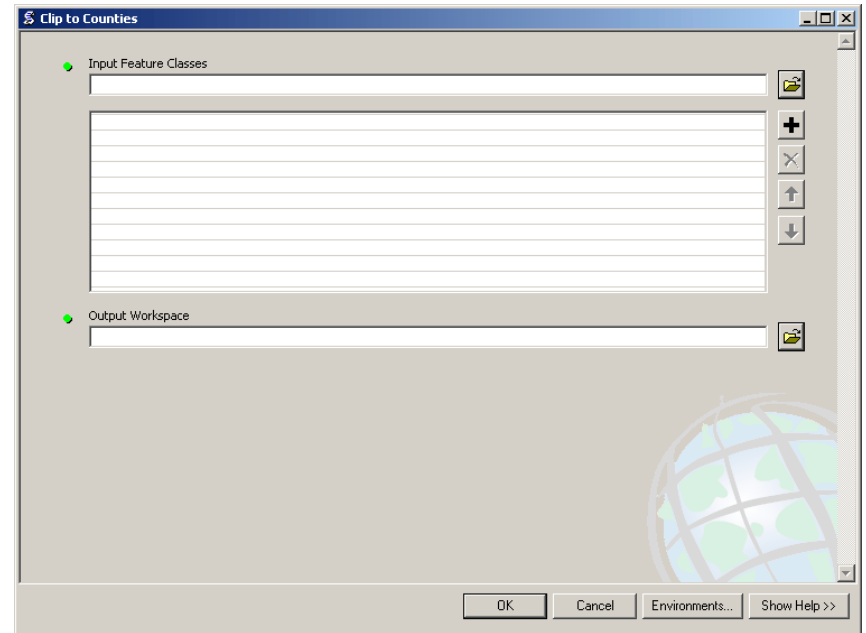 Clip to Counties
Input Feature Classes
Output Workspace
OK
Cancel
Environments...
Show Help >>